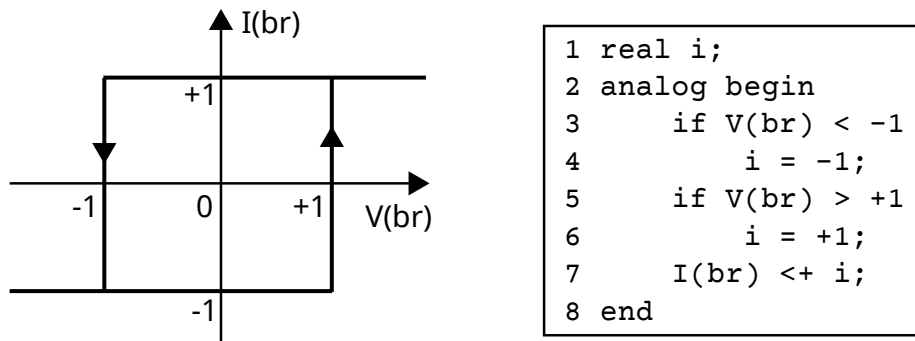 I(br)
+1
-1
0
+1
V(br)
-1
1 real i;
2 analog begin
3     if V(br) < -1
4         i = -1;
5     if V(br) > +1
6         i = +1;
7     I(br) <+ i;
8 end